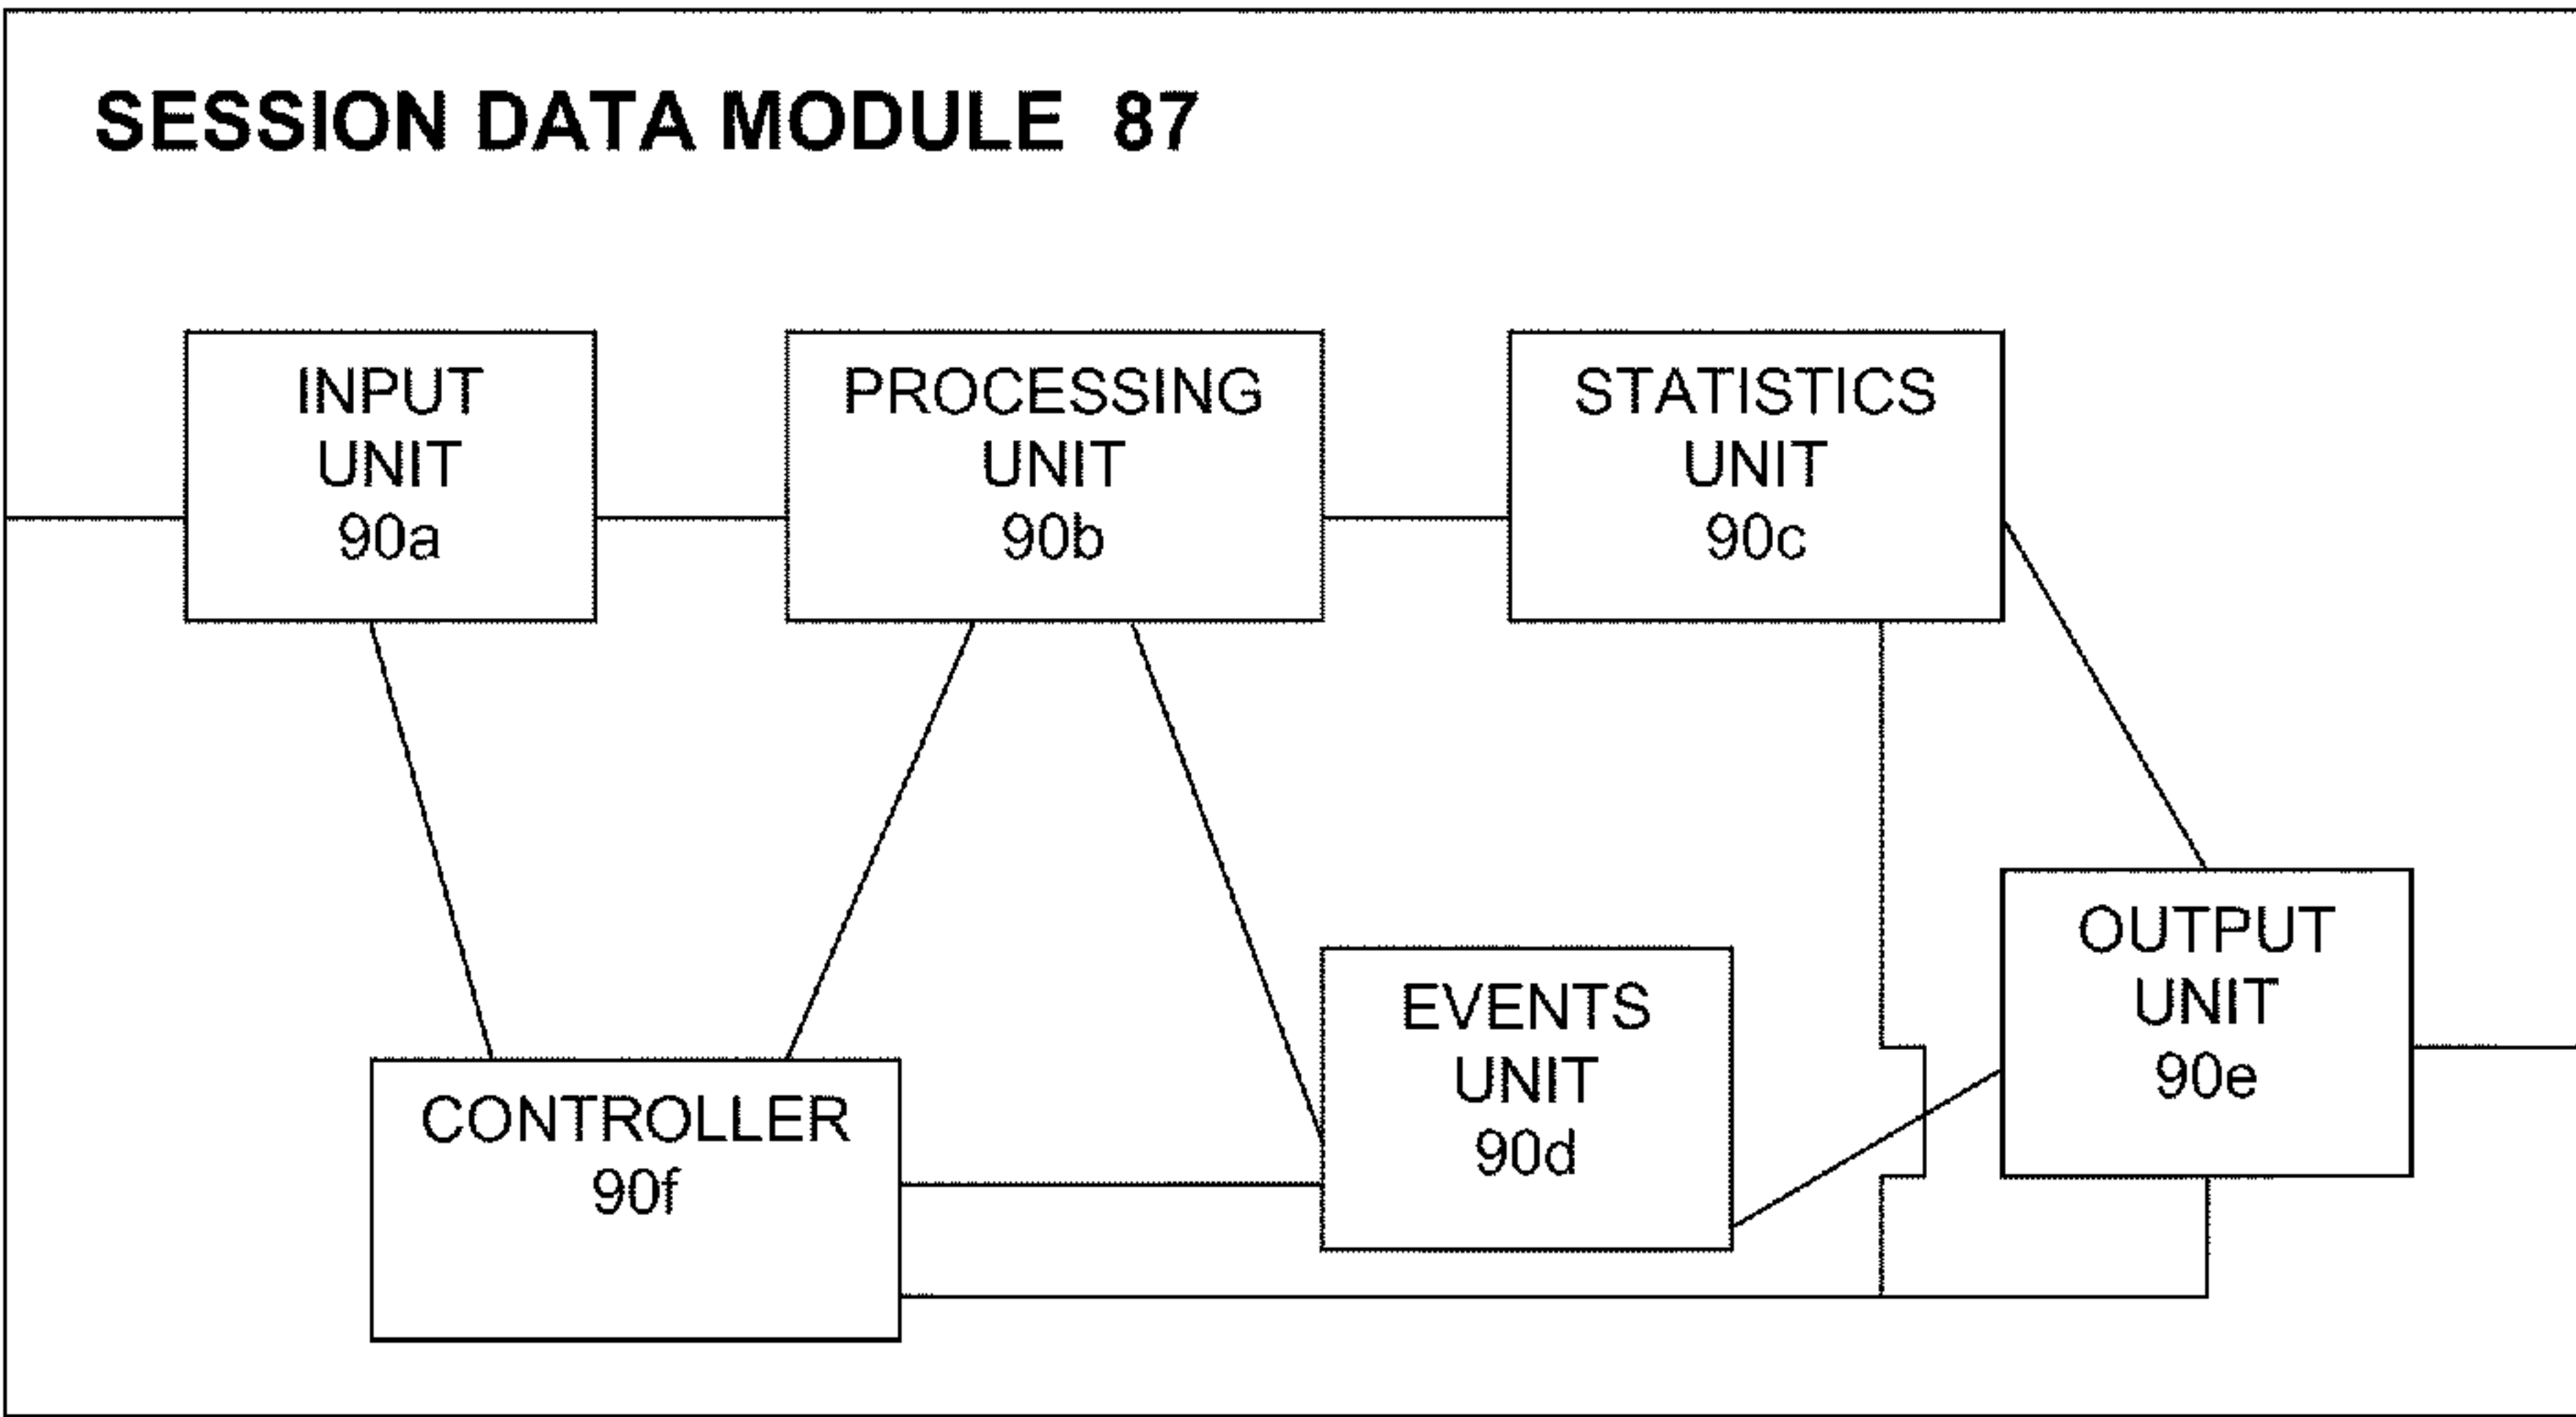 SESSION DATA MODULE 87
INPUT
UNIT
90a
PROCESSING
UNIT
90b
STATISTICS
UNIT
90c
OUTPUT
UNIT
90e
EVENTS
UNIT
90d
CONTROLLER
90f